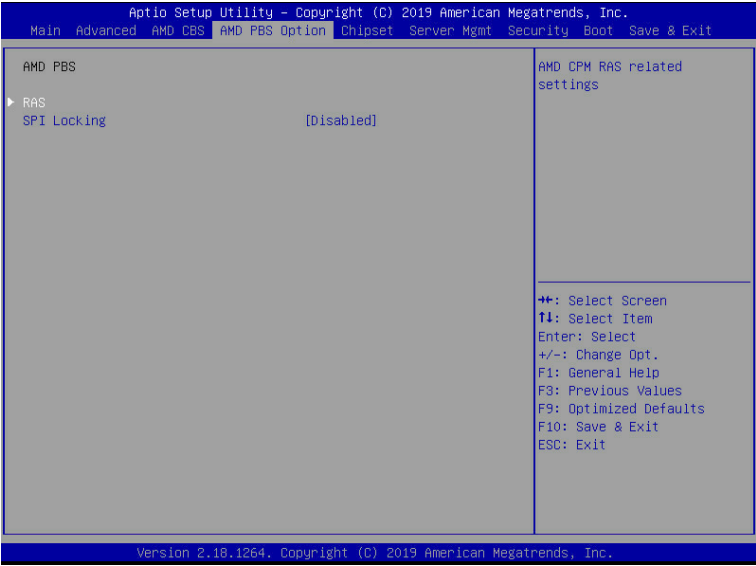 Aptio Setup Utility – Copyright (C) 2019 American Megatrends, Inc.
Main Advanced AMD CBS AMD PBS Option Chipset Server Mgmt Security Boot Save & Exit
AMD PBS
RAS
SPI Locking [Disabled]
AMD CPM RAS related
settings
→←: Select Screen
↑↓: Select Item
Enter: Select
+/-: Change Opt.
F1: General Help
F3: Previous Values
F9: Optimized Defaults
F10: Save & Exit
ESC: Exit
Version 2.18.1264. Copyright (C) 2019 American Megatrends, Inc.